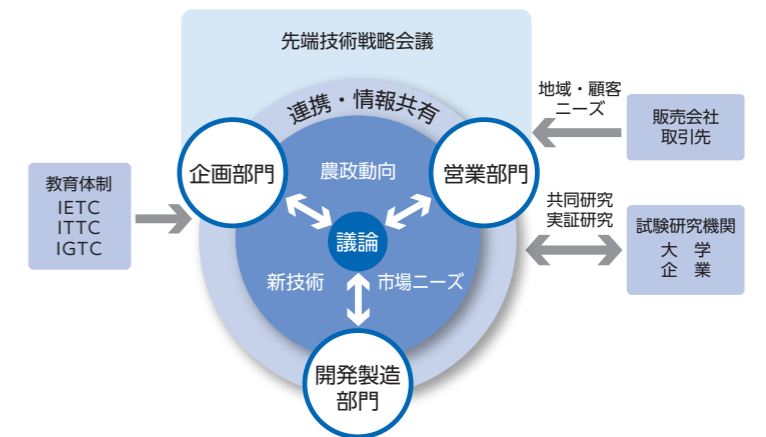 先端技術戦略会議
連携・情報共有
企画部門
農政動向
営業部門
議論
新技術
市場ニーズ
開発製造
部門
教育体制
IETC
ITTC
IGTC
地域・顧客
ニーズ
販売会社
取引先
共同研究
実証研究
試験研究機関
大　学
企　業